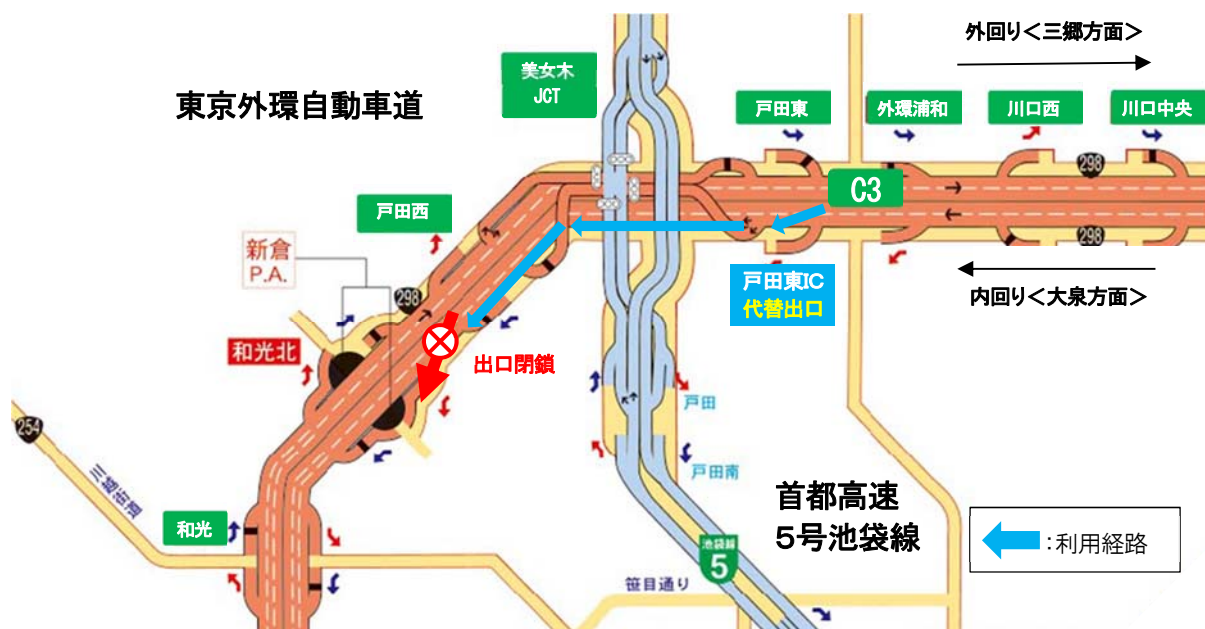 外回り<三郷方面>
東京外環自動車道
美女木
JCT
戸田東
外環浦和
川口西
川口中央
298
C3
戸田西
新倉
P.A.
298
298
戸田東IC
代替出口
内回り<大泉方面>
和光北
出口閉鎖
戸田
254
川越街道
戸田南
首都高速
5号池袋線
和光
池袋線
5
:利用経路
笹目通り